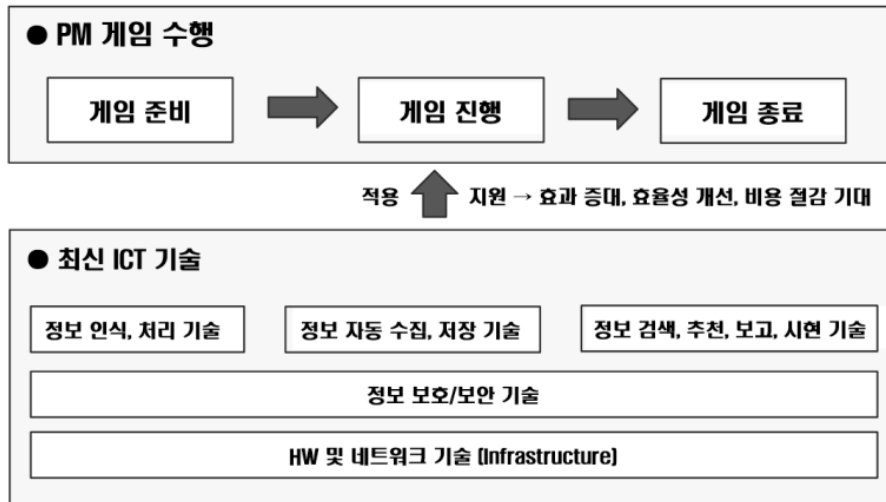 ● PM 게임 수행
게임 준비
게임 진행
게임 종료
적용 지원 → 효과 증대, 효율성 개선, 비용 절감 기대
● 최신 ICT 기술
정보 인식, 처리 기술
정보 자동 수집, 저장 기술
정보 검색, 추천, 보고, 시현 기술
정보 보호/보안 기술
HW 및 네트워크 기술 (Infrastructure)